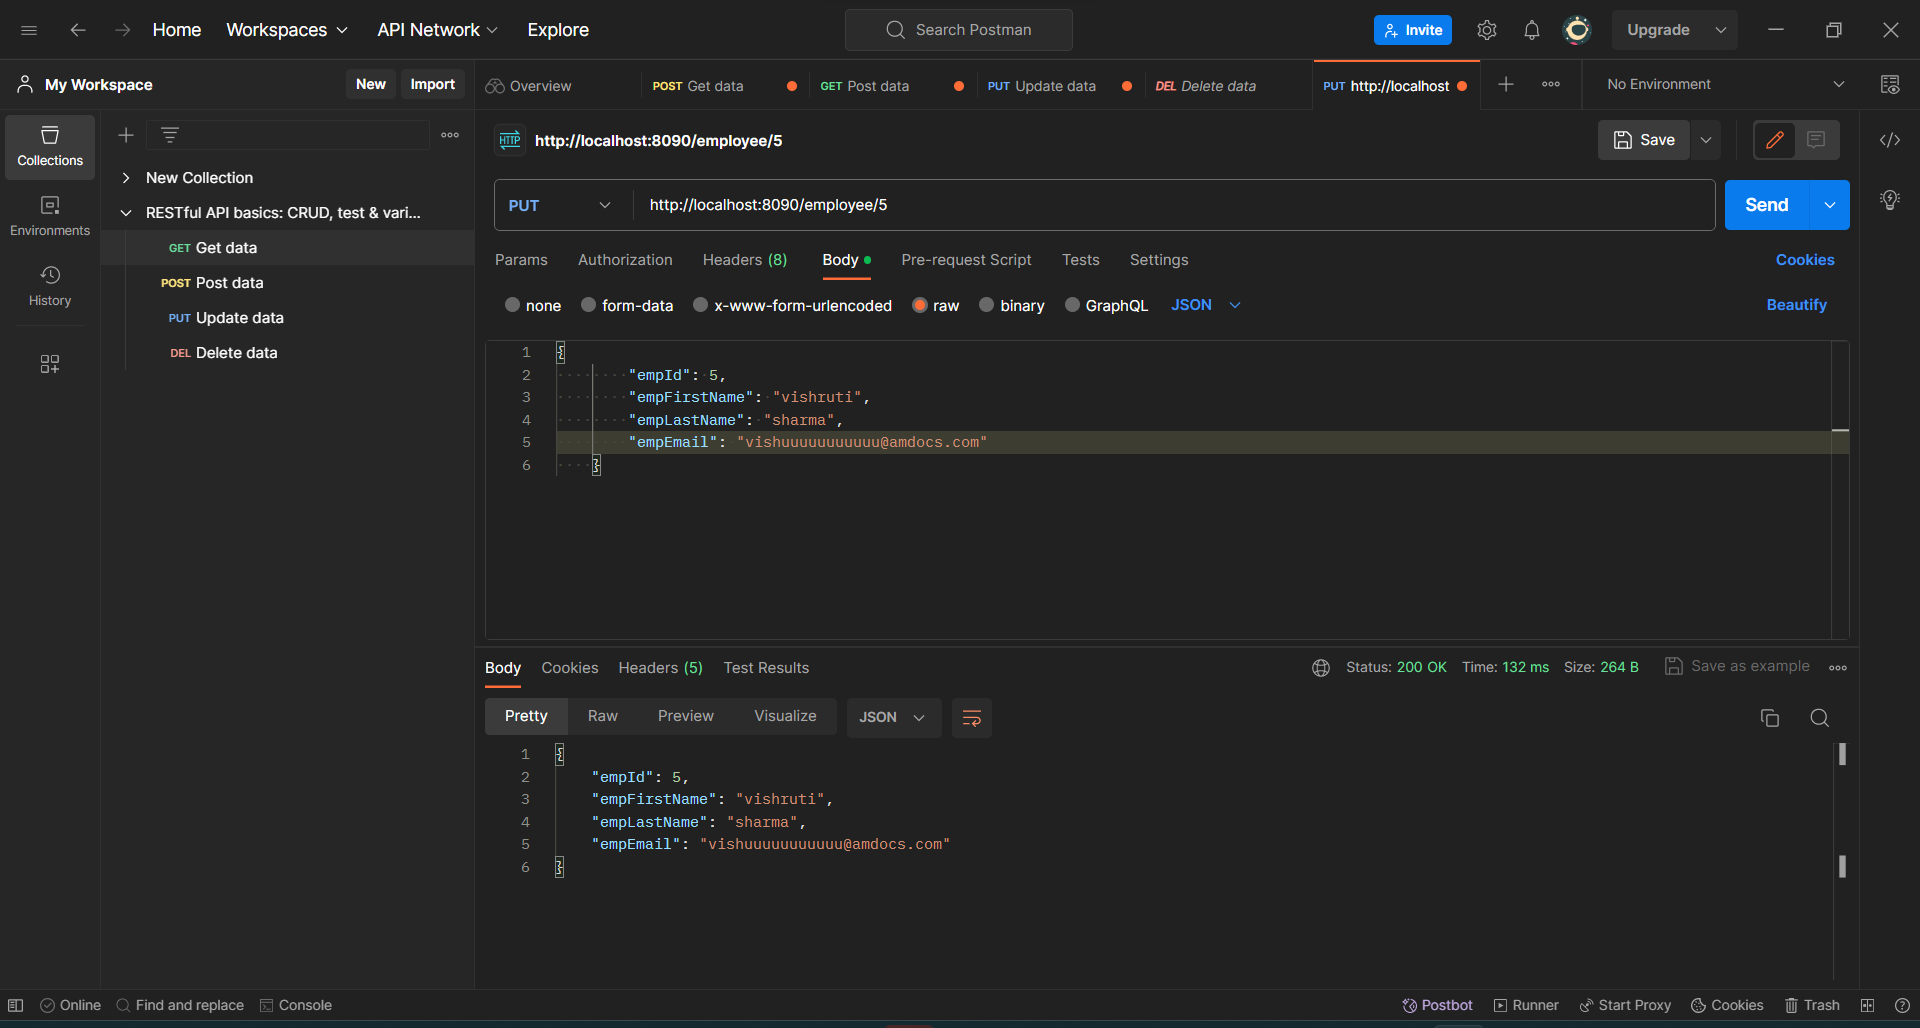 Home Workspaces API Network Explore Search Postman Invite Upgrade
My Workspace New Import Overview POST Get data GET Post data PUT Update data DEL Delete data PUT http://localhost No Environment
Collections
Environments
History
New Collection
RESTful API basics: CRUD, test & vari...
GET Get data
POST Post data
PUT Update data
DEL Delete data
HTTP http://localhost:8090/employee/5 Save
PUT http://localhost:8090/employee/5 Send
Params Authorization Headers (8) Body Pre-request Script Tests Settings Cookies
none form-data x-www-form-urlencoded raw binary GraphQL JSON Beautify
1 {
2 "empId": 5,
3 "empFirstName": "vishruti",
4 "empLastName": "sharma",
5 "empEmail": "vishuuuuuuuuuuu@amdocs.com"
6 }
Body Cookies Headers (5) Test Results Status: 200 OK Time: 132 ms Size: 264 B Save as example
Pretty Raw Preview Visualize JSON
1 {
2 "empId": 5,
3 "empFirstName": "vishruti",
4 "empLastName": "sharma",
5 "empEmail": "vishuuuuuuuuuuu@amdocs.com"
6 }
Online Find and replace Console Postbot Runner Start Proxy Cookies Trash